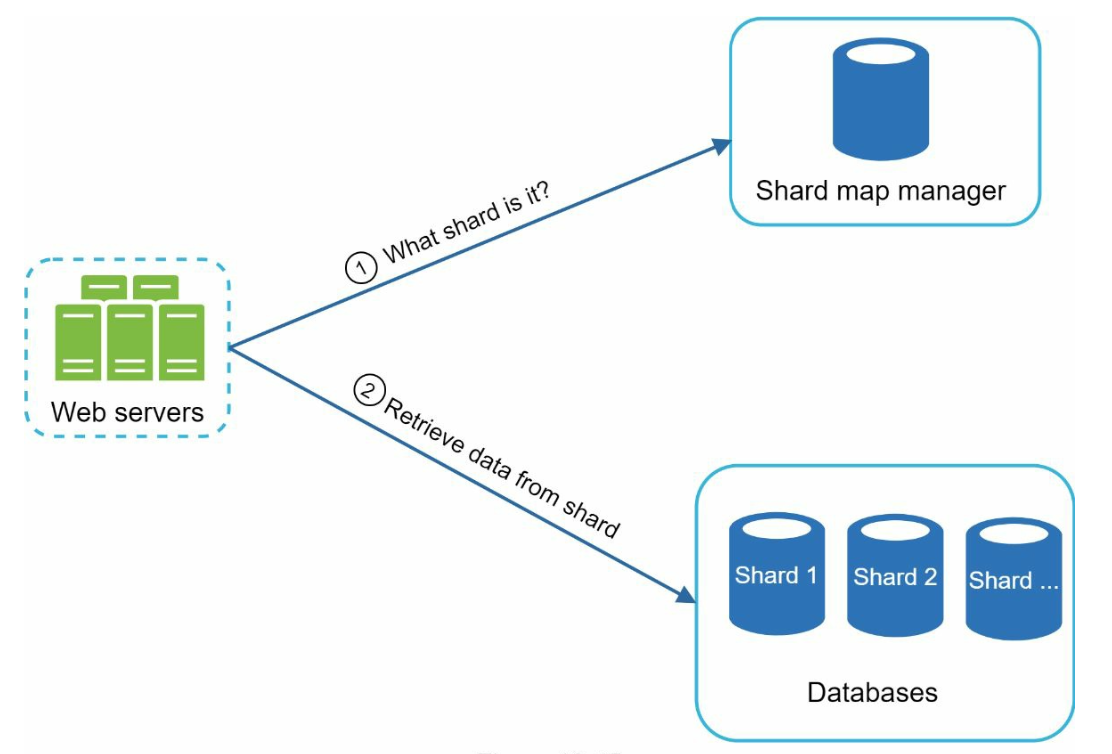 Shard map manager
① What shard is it?
Web servers
② Retrieve data from shard
Shard 1
Shard 2
Shard ...
Databases